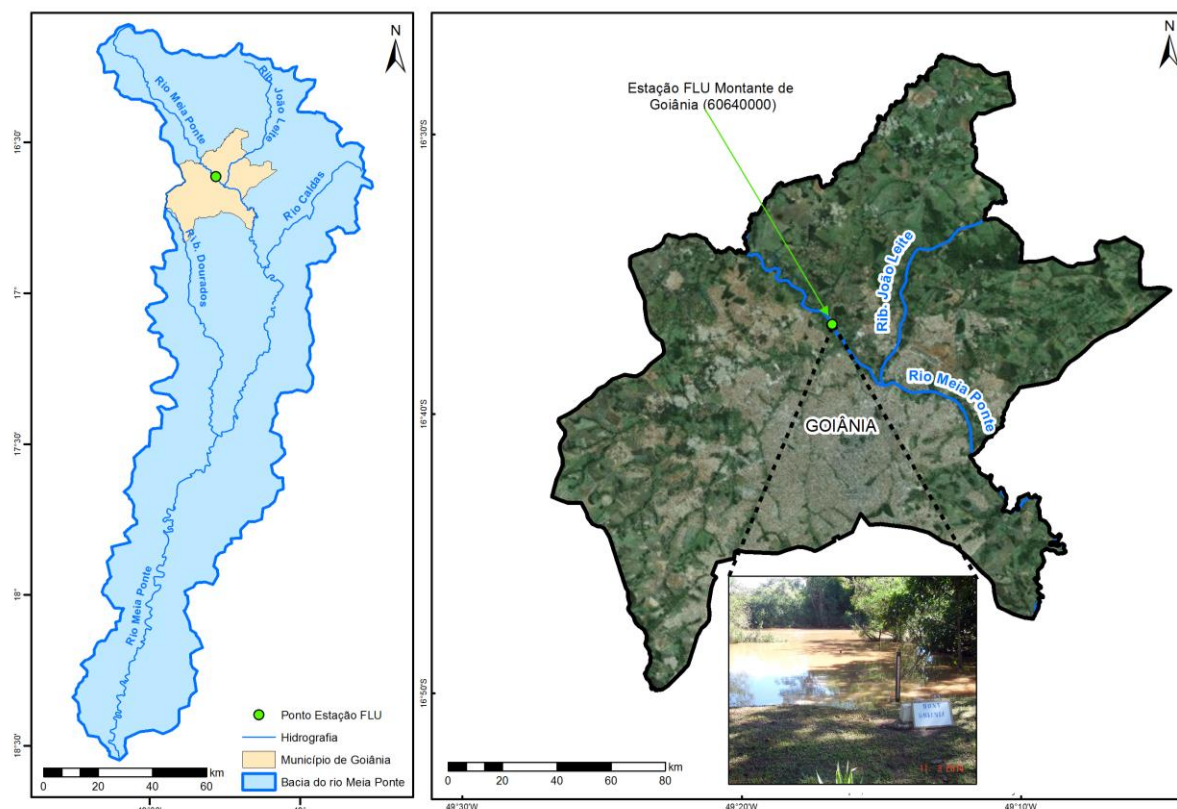 N
Rio Meia Ponte
Rib. João Leite
Rio Caldas
Rib. Dourados
Rio Meia Ponte
16°30'
17°
17°30'
18°
18°30'
Ponto Estação FLU
Hidrografia
Município de Goiânia
Bacia do rio Meia Ponte
0 20 40 60
km
N
Estação FLU Montante de
Goiânia (60640000)
Rib. João Leite
Rio Meia Ponte
GOIÂNIA
16°30'S
16°40'S
16°50'S
0 10 20 40 60 80
km
49°30'W
49°20'W
49°10'W